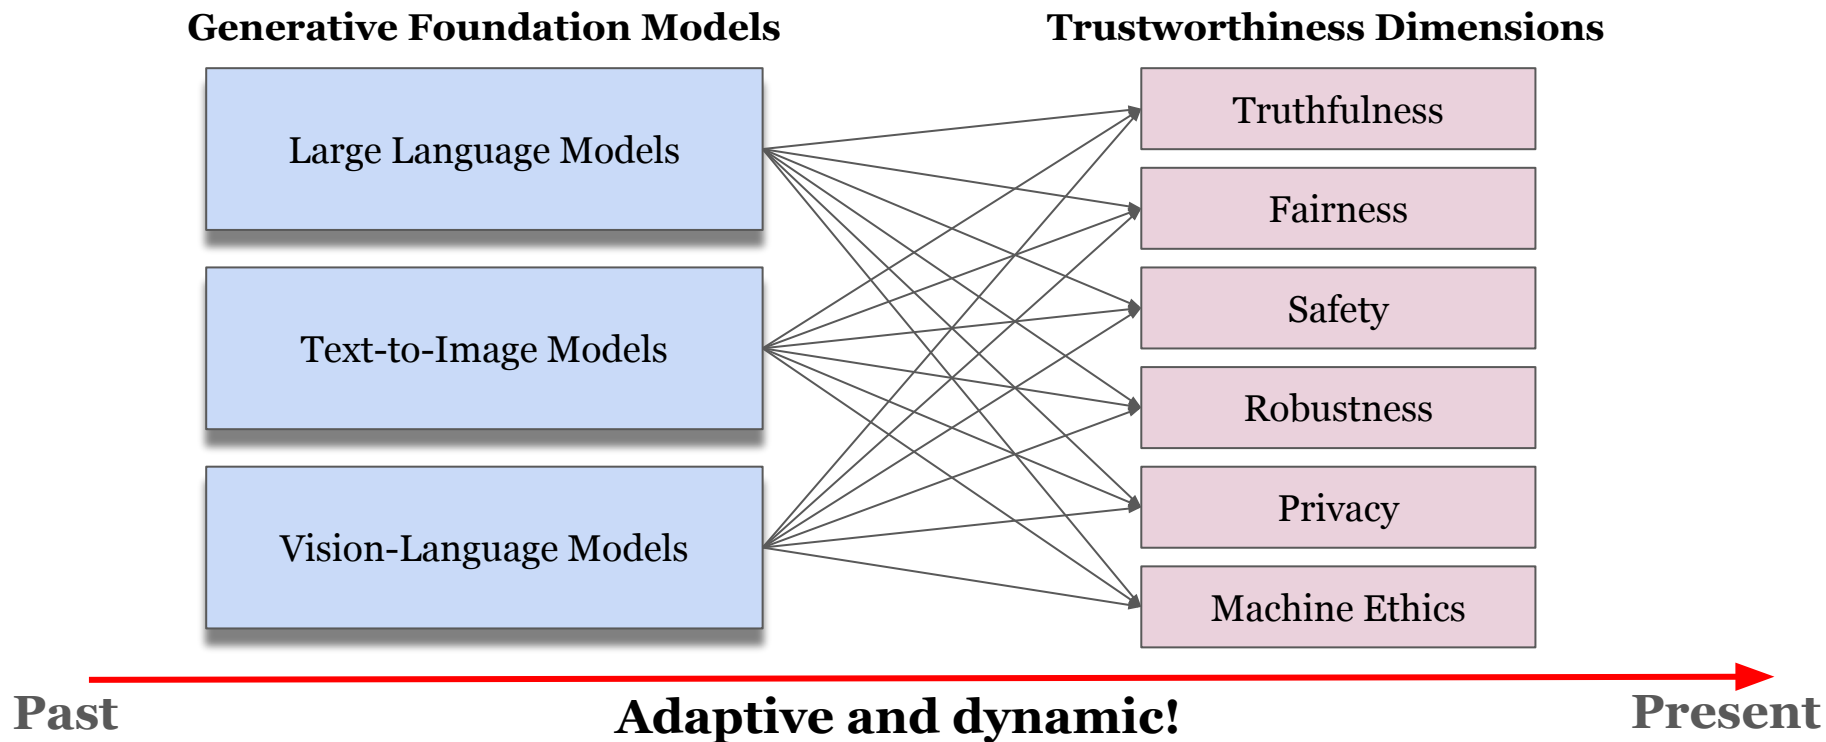 Generative Foundation Models
Trustworthiness Dimensions
Large Language Models
Text-to-Image Models
Vision-Language Models
Truthfulness
Fairness
Safety
Robustness
Privacy
Machine Ethics
Past
Adaptive and dynamic!
Present